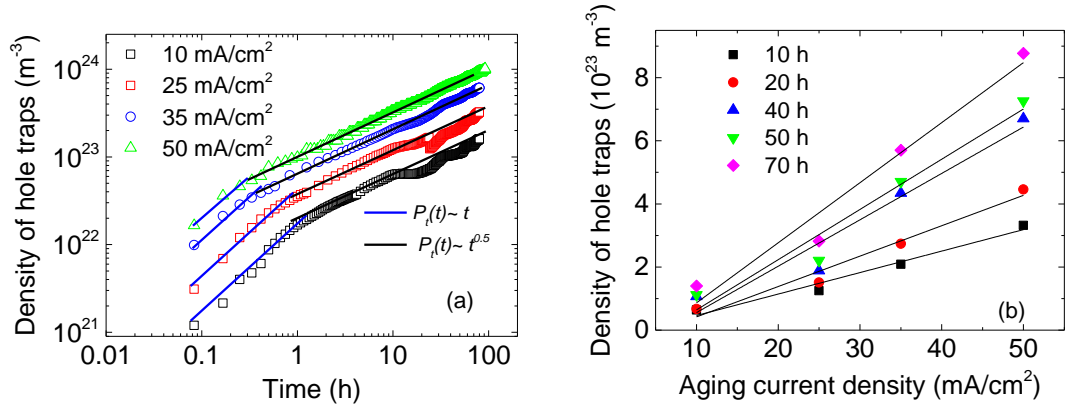 10²⁴
10²³
10²²
10²¹
Density of hole traps (m⁻³)
10 mA/cm²
25 mA/cm²
35 mA/cm²
50 mA/cm²
Pₜ(t)~ t
Pₜ(t)~ t⁰·⁵
(a)
0.01 0.1 1 10 100
Time (h)
8
6
4
2
0
Density of hole traps (10²³ m⁻³)
10 h
20 h
40 h
50 h
70 h
(b)
10 20 30 40 50
Aging current density (mA/cm²)